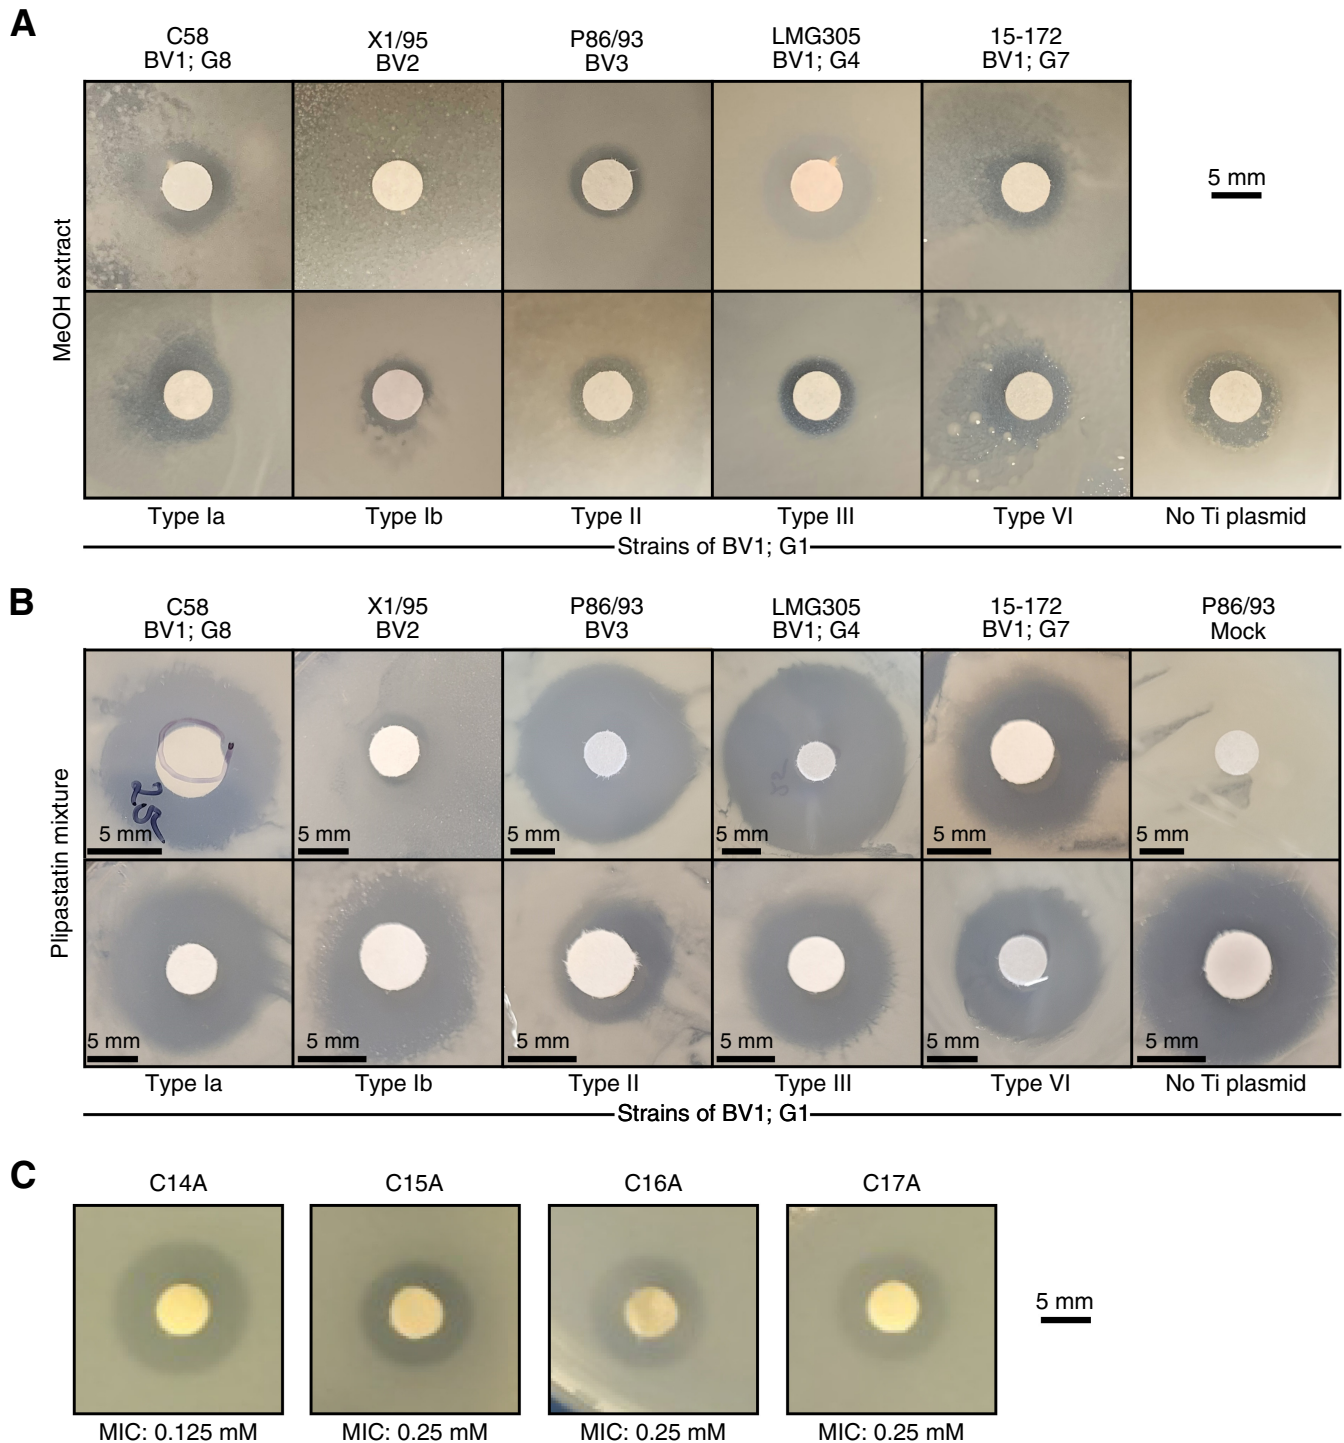 A
C58
BV1; G8
X1/95
BV2
P86/93
BV3
LMG305
BV1; G4
15-172
BV1; G7
5 mm
MeOH extract
Type Ia
Type Ib
Type II
Type III
Type VI
No Ti plasmid
Strains of BV1; G1
B
C58
BV1; G8
X1/95
BV2
P86/93
BV3
LMG305
BV1; G4
15-172
BV1; G7
P86/93
Mock
Plipastatin mixture
25
5 mm
5 mm
5 mm
5 mm
5 mm
5 mm
5 mm
5 mm
5 mm
5 mm
5 mm
5 mm
Type Ia
Type Ib
Type II
Type III
Type VI
No Ti plasmid
Strains of BV1; G1
C
C14A
C15A
C16A
C17A
5 mm
MIC: 0.125 mM
MIC: 0.25 mM
MIC: 0.25 mM
MIC: 0.25 mM